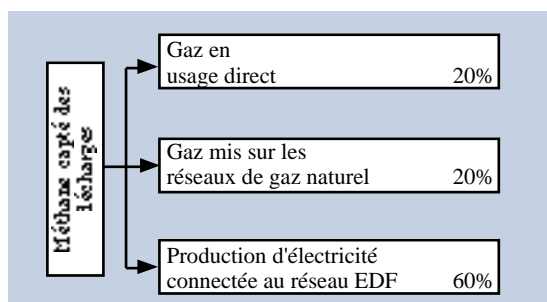 Méthane capté des
lécharges
Gaz en
usage direct 20%
Gaz mis sur les
réseaux de gaz naturel 20%
Production d'électricité
connectée au réseau EDF 60%